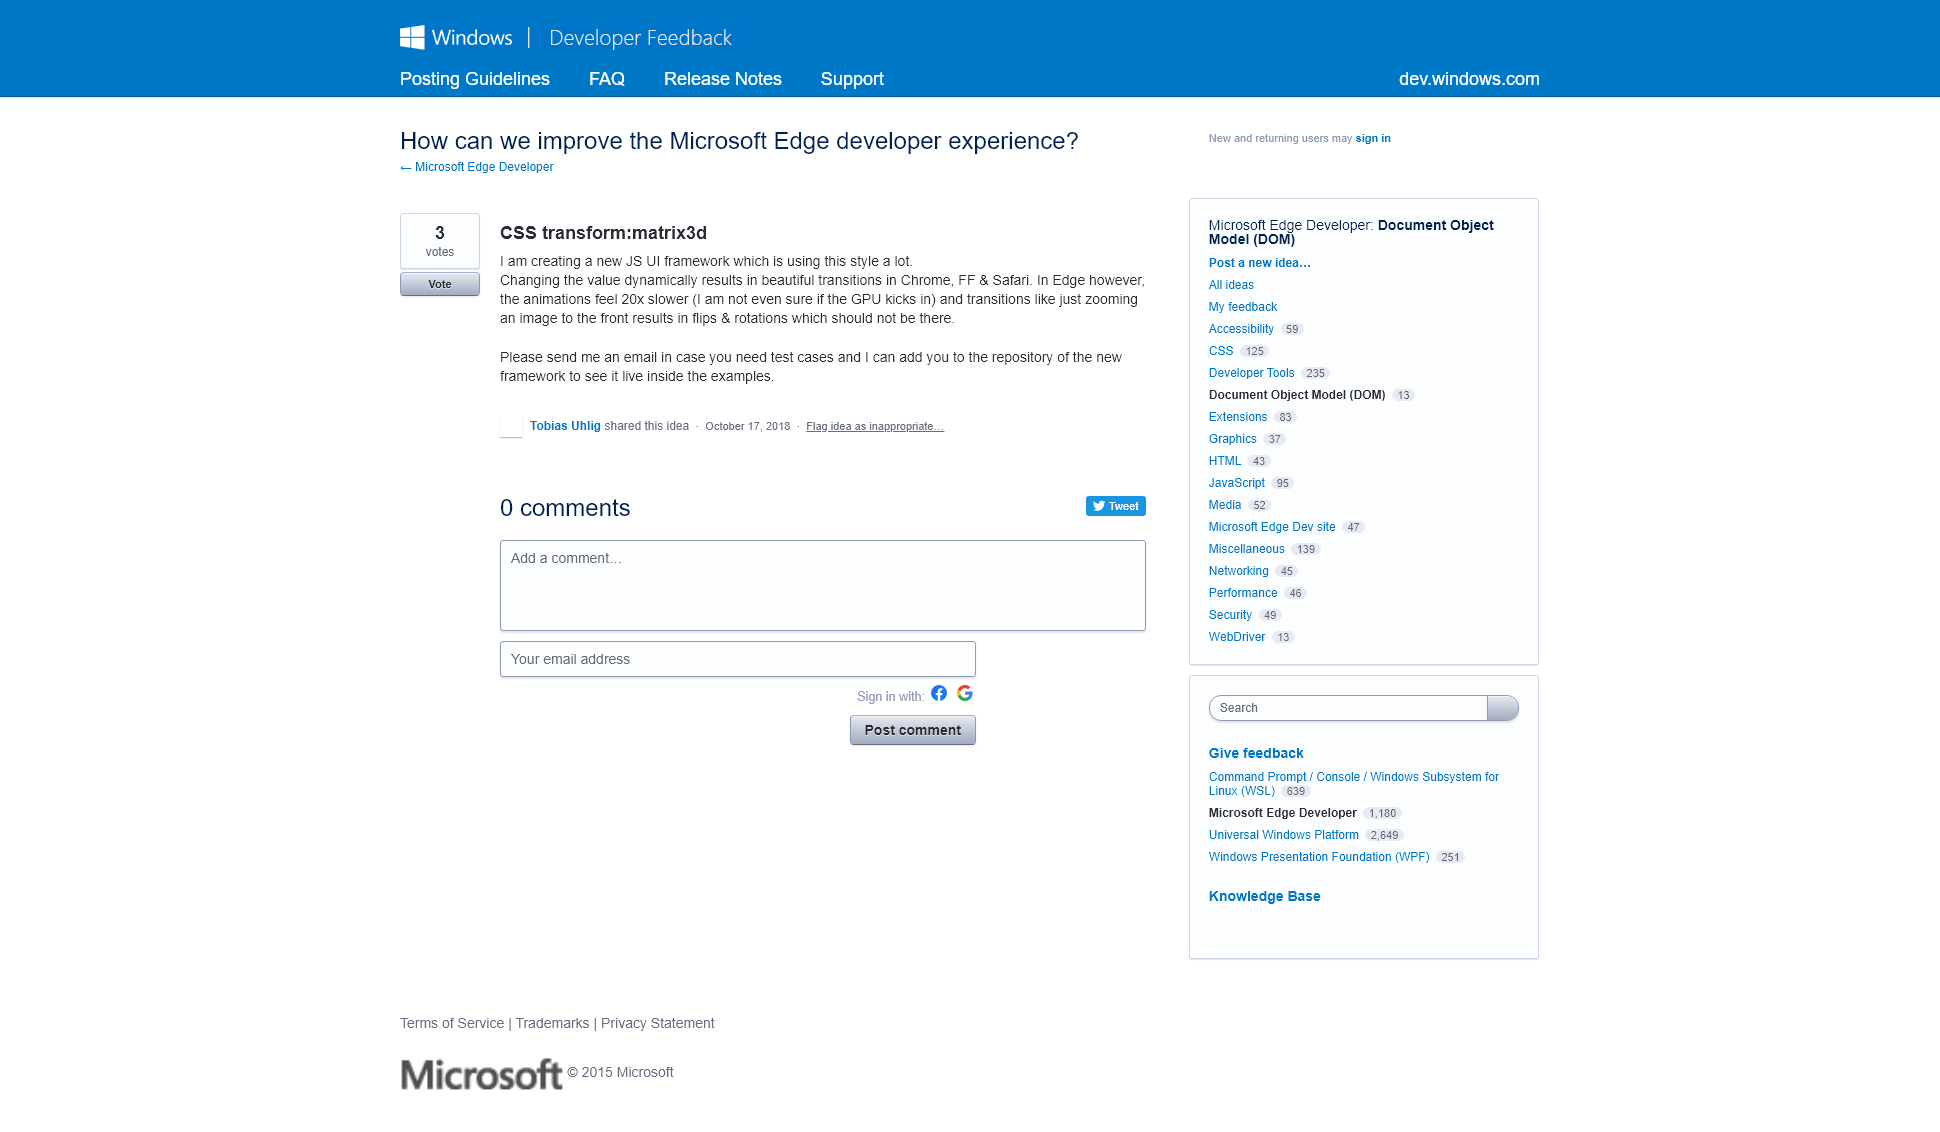 Windows | Developer Feedback
Posting Guidelines FAQ Release Notes Support dev.windows.com
How can we improve the Microsoft Edge developer experience?
← Microsoft Edge Developer
New and returning users may sign in
3
votes
Vote
CSS transform:matrix3d
I am creating a new JS UI framework which is using this style a lot.
Changing the value dynamically results in beautiful transitions in Chrome, FF & Safari. In Edge however,
the animations feel 20x slower (I am not even sure if the GPU kicks in) and transitions like just zooming
an image to the front results in flips & rotations which should not be there.
Please send me an email in case you need test cases and I can add you to the repository of the new
framework to see it live inside the examples.
Tobias Uhlig shared this idea · October 17, 2018 · Flag idea as inappropriate…
0 comments
Tweet
Add a comment…
Your email address
Sign in with:
Post comment
Microsoft Edge Developer: Document Object
Model (DOM)
Post a new idea…
All ideas
My feedback
Accessibility 59
CSS 125
Developer Tools 235
Document Object Model (DOM) 13
Extensions 83
Graphics 37
HTML 43
JavaScript 95
Media 52
Microsoft Edge Dev site 47
Miscellaneous 139
Networking 45
Performance 46
Security 49
WebDriver 13
Search
Give feedback
Command Prompt / Console / Windows Subsystem for
Linux (WSL) 639
Microsoft Edge Developer 1,180
Universal Windows Platform 2,649
Windows Presentation Foundation (WPF) 251
Knowledge Base
Terms of Service | Trademarks | Privacy Statement
Microsoft © 2015 Microsoft